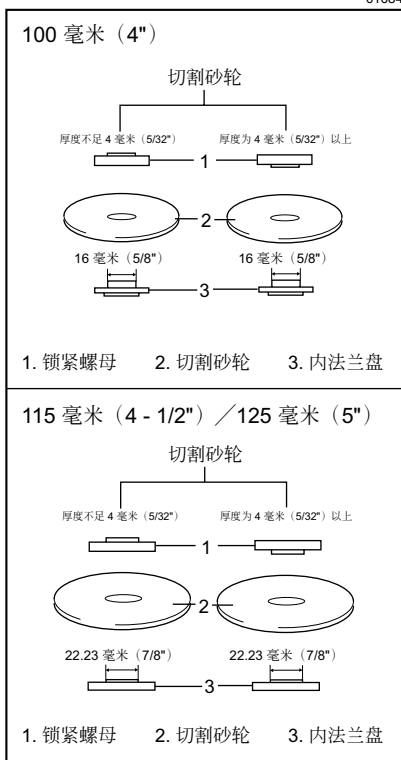 100 毫米（4"）
切割砂轮
厚度不足 4 毫米（5/32"） 厚度为 4 毫米（5/32"）以上
1
2
16 毫米（5/8"） 16 毫米（5/8"）
3
1. 锁紧螺母 2. 切割砂轮 3. 内法兰盘
115 毫米（4 - 1/2"）／125 毫米（5"）
切割砂轮
厚度不足 4 毫米（5/32"） 厚度为 4 毫米（5/32"）以上
1
2
22.23 毫米（7/8"） 22.23 毫米（7/8"）
3
1. 锁紧螺母 2. 切割砂轮 3. 内法兰盘